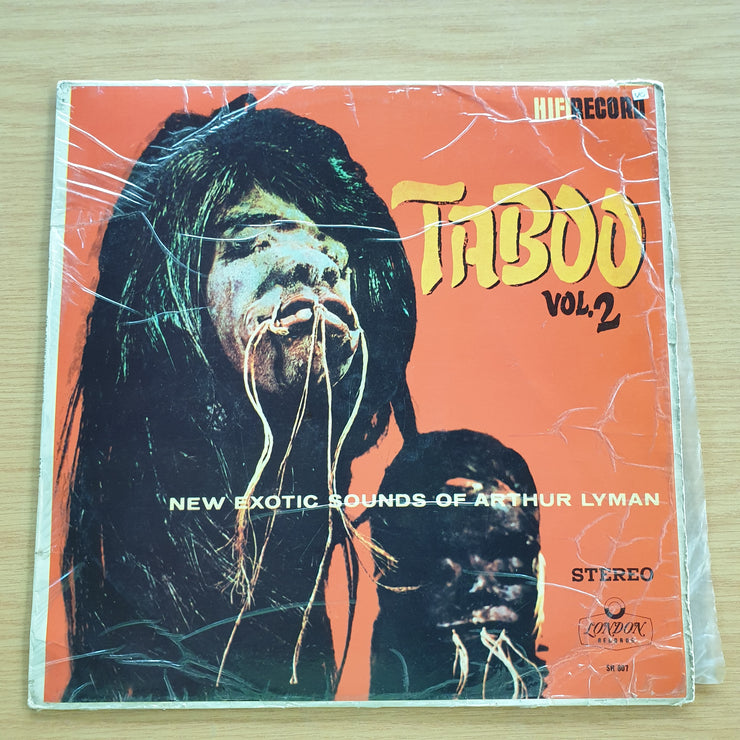 HIFIRECORD
TABOO
VOL.2
NEW EXOTIC SOUNDS OF ARTHUR LYMAN
STEREO
LONDON
RECORDS
SH 807